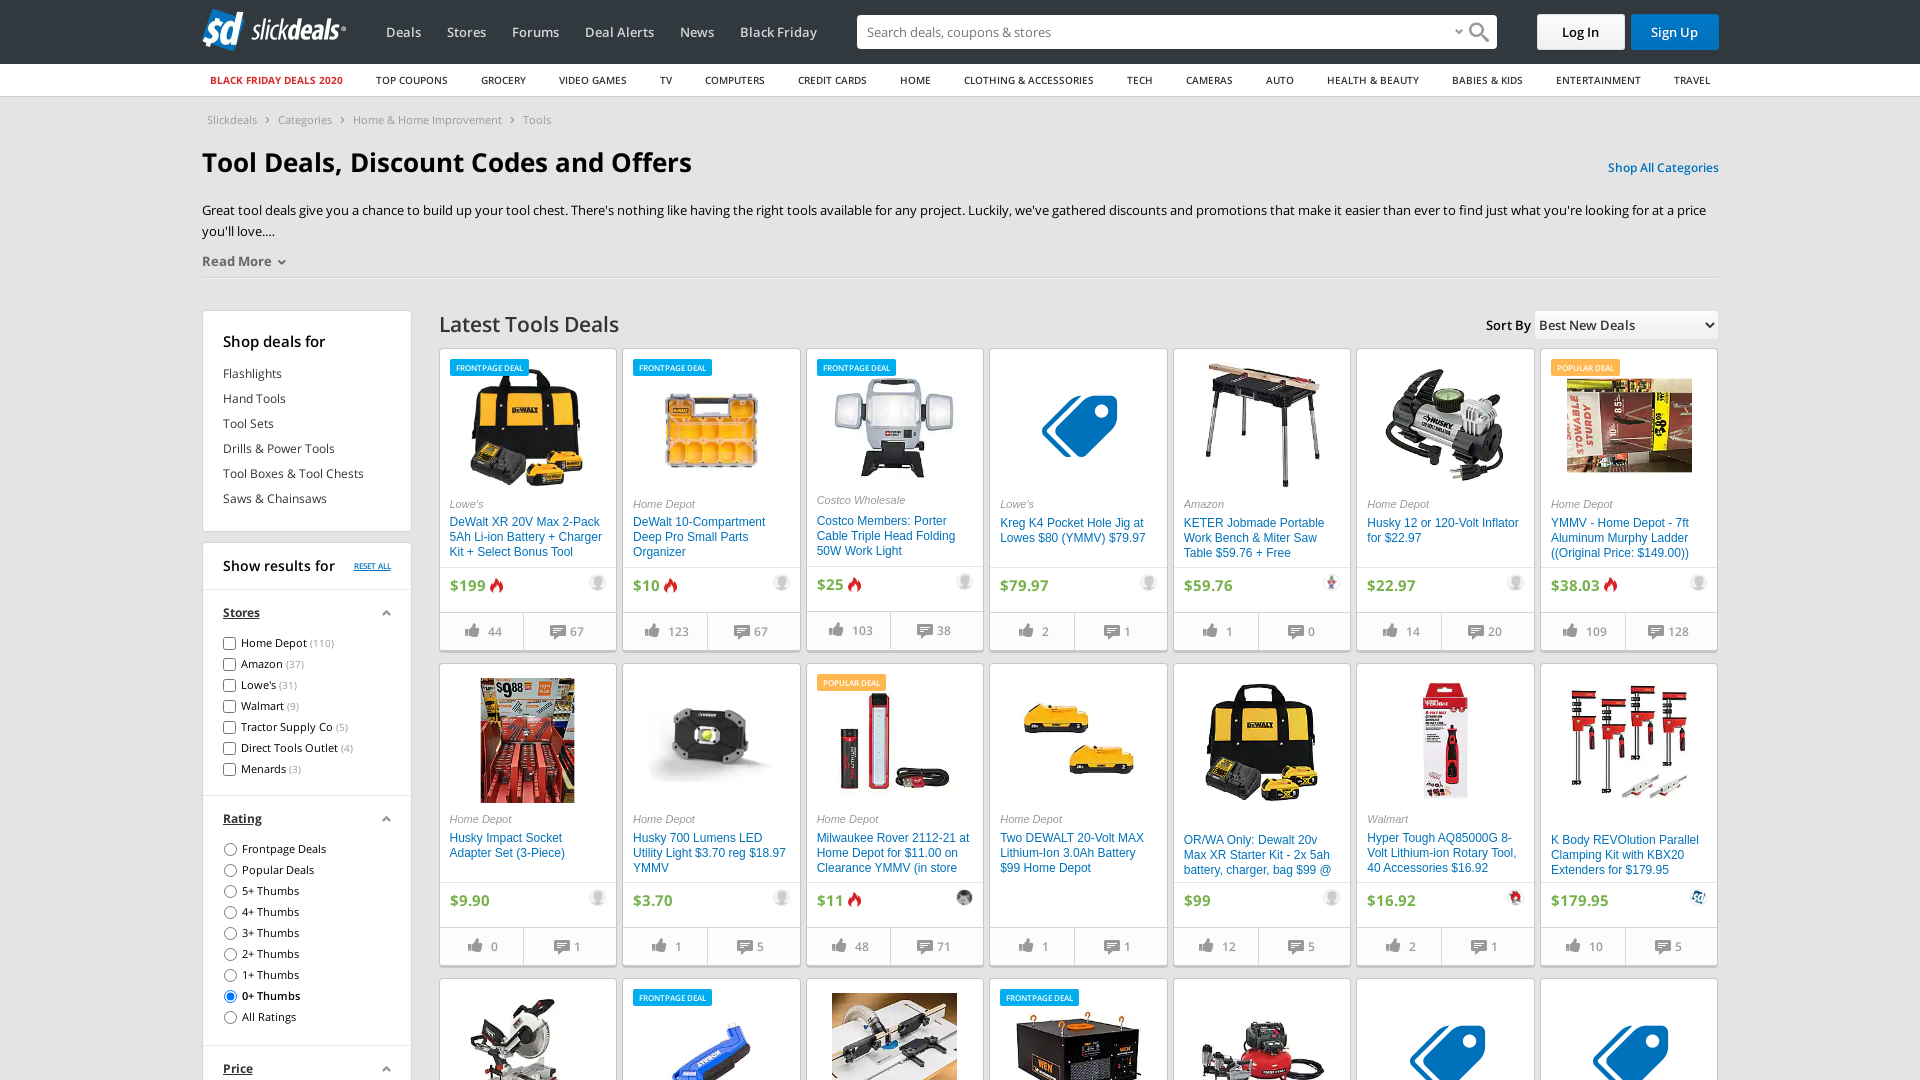 sd slickdeals
Deals
Stores
Forums
Deal Alerts
News
Black Friday
Search deals, coupons & stores
Log In
Sign Up
BLACK FRIDAY DEALS 2020
TOP COUPONS
GROCERY
VIDEO GAMES
TV
COMPUTERS
CREDIT CARDS
HOME
CLOTHING & ACCESSORIES
TECH
CAMERAS
AUTO
HEALTH & BEAUTY
BABIES & KIDS
ENTERTAINMENT
TRAVEL
Slickdeals > Categories > Home & Home Improvement > Tools
Tool Deals, Discount Codes and Offers
Shop All Categories
Great tool deals give you a chance to build up your tool chest. There's nothing like having the right tools available for any project. Luckily, we've gathered discounts and promotions that make it easier than ever to find just what you're looking for at a price
you'll love....
Read More
Shop deals for
Flashlights
Hand Tools
Tool Sets
Drills & Power Tools
Tool Boxes & Tool Chests
Saws & Chainsaws
Show results for
RESET ALL
Stores
Home Depot (110)
Amazon (37)
Lowe's (31)
Walmart (9)
Tractor Supply Co (5)
Direct Tools Outlet (4)
Menards (3)
Rating
Frontpage Deals
Popular Deals
5+ Thumbs
4+ Thumbs
3+ Thumbs
2+ Thumbs
1+ Thumbs
0+ Thumbs
All Ratings
Price
Latest Tools Deals
Sort By
Best New Deals
FRONTPAGE DEAL
DEWALT
Lowe's
DeWalt XR 20V Max 2-Pack
5Ah Li-ion Battery + Charger
Kit + Select Bonus Tool
$199
44
67
FRONTPAGE DEAL
Home Depot
DeWalt 10-Compartment
Deep Pro Small Parts
Organizer
$10
123
67
FRONTPAGE DEAL
Costco Wholesale
Costco Members: Porter
Cable Triple Head Folding
50W Work Light
$25
103
38
Lowe's
Kreg K4 Pocket Hole Jig at
Lowes $80 (YMMV) $79.97
$79.97
2
1
Amazon
KETER Jobmade Portable
Work Bench & Miter Saw
Table $59.76 + Free
$59.76
1
0
HUSKY
Home Depot
Husky 12 or 120-Volt Inflator
for $22.97
$22.97
14
20
POPULAR DEAL
Home Depot
YMMV - Home Depot - 7ft
Aluminum Murphy Ladder
((Original Price: $149.00))
$38.03
109
128
$9.88
Home Depot
Husky Impact Socket
Adapter Set (3-Piece)
$9.90
0
1
Home Depot
Husky 700 Lumens LED
Utility Light $3.70 reg $18.97
YMMV
$3.70
1
5
POPULAR DEAL
Home Depot
Milwaukee Rover 2112-21 at
Home Depot for $11.00 on
Clearance YMMV (in store
$11
48
71
Home Depot
Two DEWALT 20-Volt MAX
Lithium-Ion 3.0Ah Battery
$99 Home Depot
1
1
DEWALT
OR/WA Only: Dewalt 20v
Max XR Starter Kit - 2x 5ah
battery, charger, bag $99 @
$99
12
5
Walmart
Hyper Tough AQ85000G 8-
Volt Lithium-ion Rotary Tool,
40 Accessories $16.92
$16.92
2
1
K Body REVOlution Parallel
Clamping Kit with KBX20
Extenders for $179.95
$179.95
10
5
FRONTPAGE DEAL
FRONTPAGE DEAL
WEN